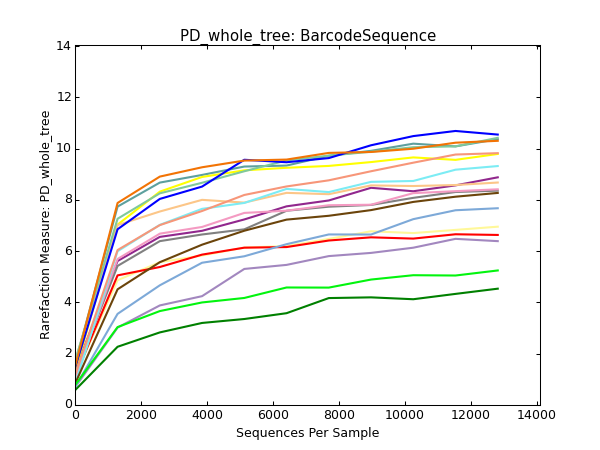 PD_whole_tree: BarcodeSequence
14
12
10
8
6
4
2
0
Rarefaction Measure: PD_whole_tree
0 2000 4000 6000 8000 10000 12000 14000
Sequences Per Sample